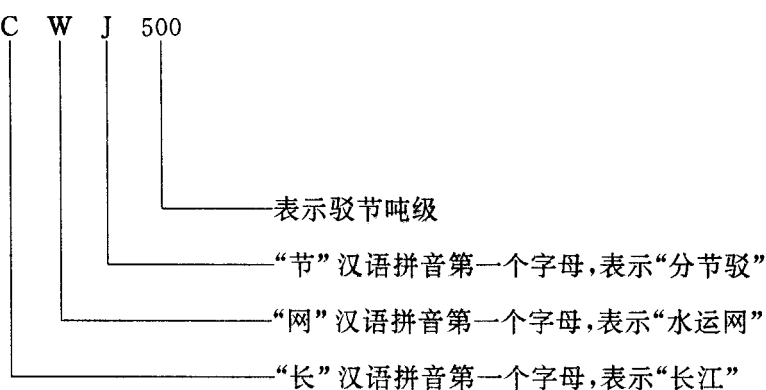 C W J 500
表示驳节吨级
“节”汉语拼音第一个字母,表示“分节驳”
“网”汉语拼音第一个字母,表示“水运网”
“长”汉语拼音第一个字母,表示“长江”